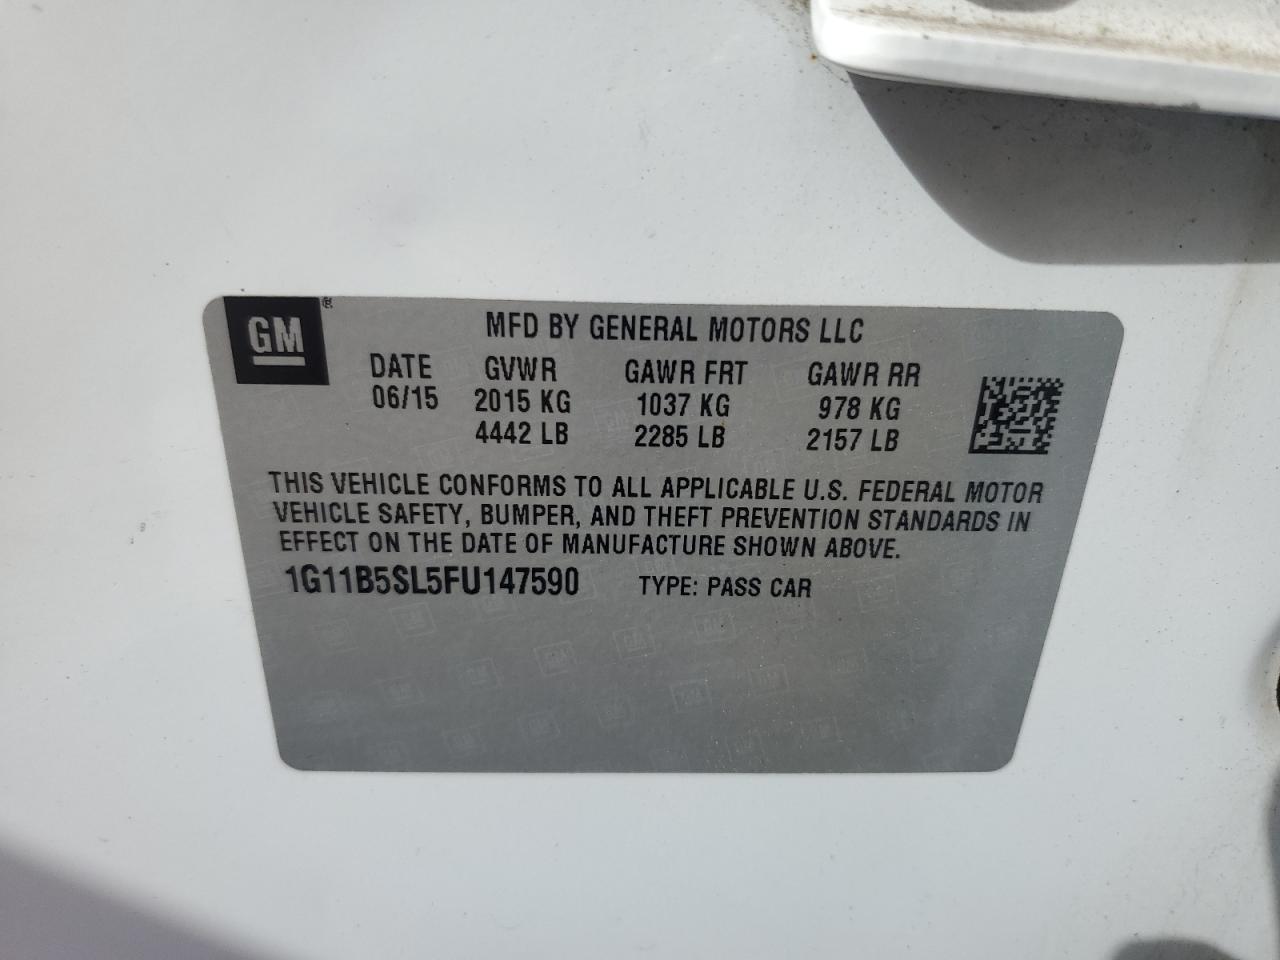 GM®
MFD BY GENERAL MOTORS LLC
DATE GVWR GAWR FRT GAWR RR
06/15 2015 KG 1037 KG 978 KG
4442 LB 2285 LB 2157 LB
THIS VEHICLE CONFORMS TO ALL APPLICABLE U.S. FEDERAL MOTOR
VEHICLE SAFETY, BUMPER, AND THEFT PREVENTION STANDARDS IN
EFFECT ON THE DATE OF MANUFACTURE SHOWN ABOVE.
1G11B5SL5FU147590 TYPE: PASS CAR